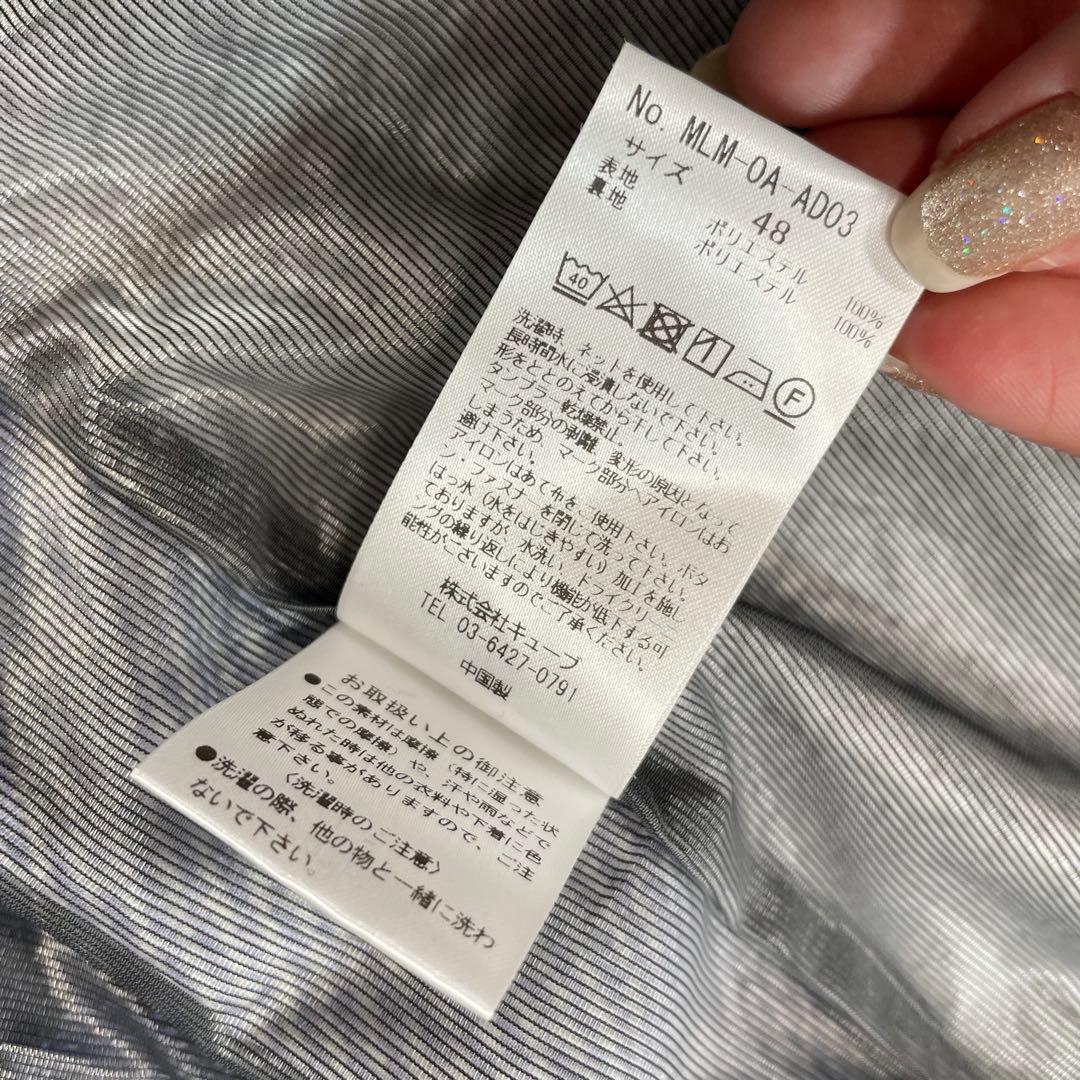 No. MLM-0A-AD03
サイズ 48
表地 ポリエステル 100%
裏地 ポリエステル 100%
40
F
洗濯時、ネットを使用して下さい。
長時間水に浸漬しないで下さい。
形をととのえてから干して下さい。
タンブラー乾燥禁止。
マーク部分の剥離、変形の原因となって
しまうため、マーク部分へアイロンはお
避け下さい。
アイロンはあて布を、使用下さい。ボタ
ン・ファスナーを閉じて洗って下さい。
はっ水（水をはじきやすい）加工を施し
ておりますが、水洗い、ドライクリー
ングの繰り返しにより機能が低下する可
能性がございますのでご了承ください。
株式会社キューブ
TEL 03-6427-0791
中国製
●お取扱い上の御注意
この素材は摩擦（特に湿った状
態での摩擦）や、汗や雨などで
ぬれた時は他の衣料や下着に色
が移る事がありますので、ご注
意下さい。
〈洗濯時のご注意〉
●洗濯の際、他の物と一緒に洗わ
ないで下さい。